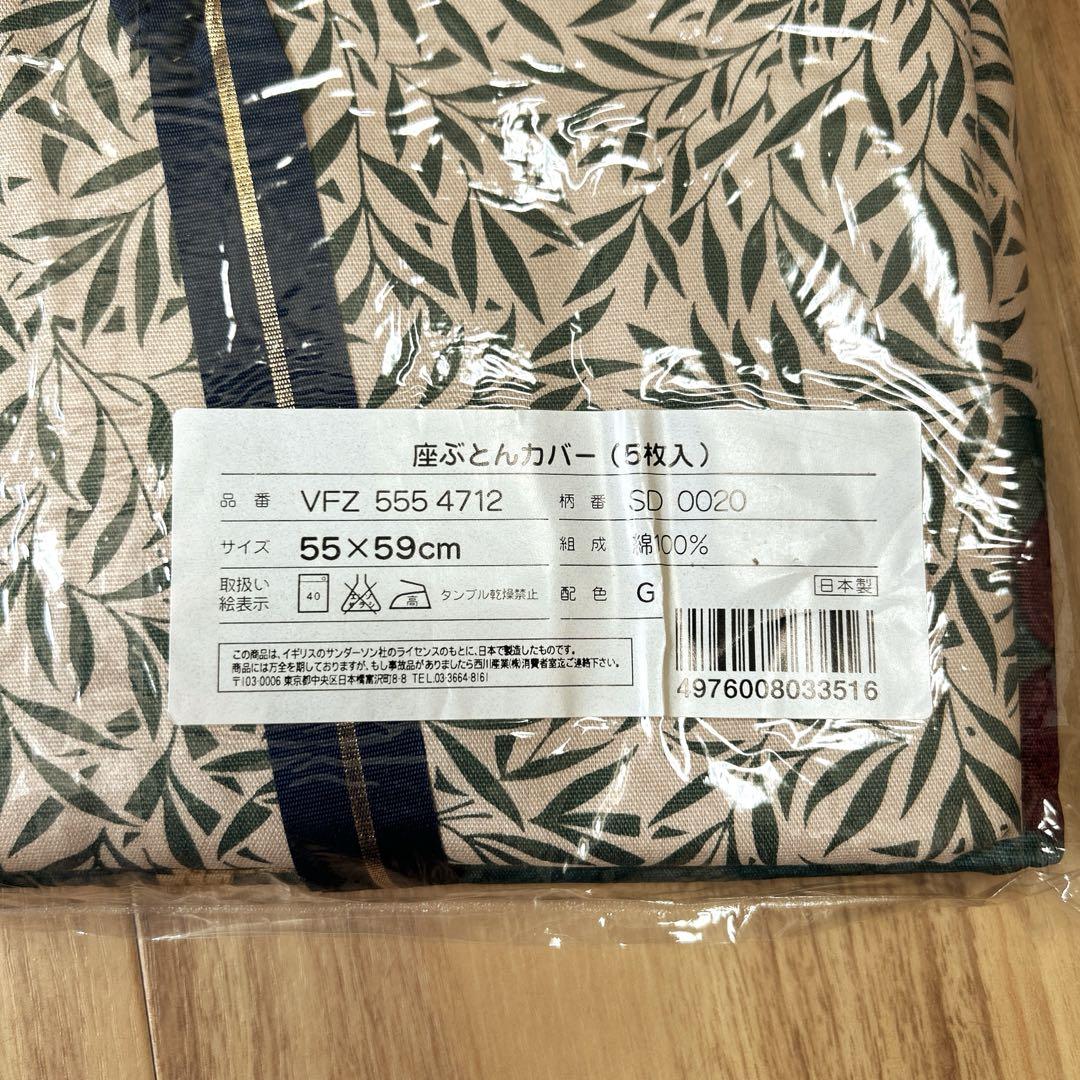 座ぶとんカバー(5枚入)
品番 VFZ 555 4712 柄番 SD 0020
サイズ 55×59cm 組成 綿100%
取扱い絵表示 40 エンソサラシ 高 タンブル乾燥禁止 配色 G 日本製
この商品は、イギリスのサンダーソン社のライセンスのもとに、日本で製造したものです。
商品には万全を期しておりますが、もし事故品がありましたら西川産業(株)消費者室迄ご連絡下さい。
〒103-0006 東京都中央区日本橋富沢町8-8 TEL.03-3664-8161
4976008033516